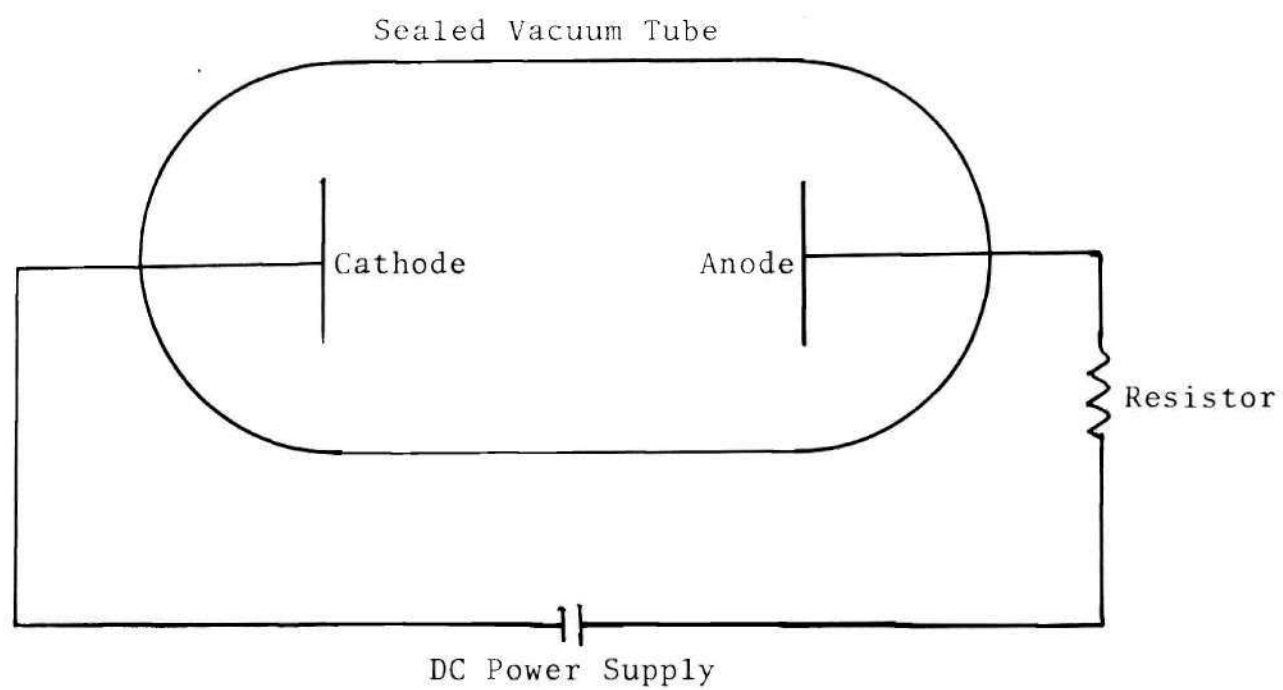 Sealed Vacuum Tube
Cathode
Anode
Resistor
DC Power Supply